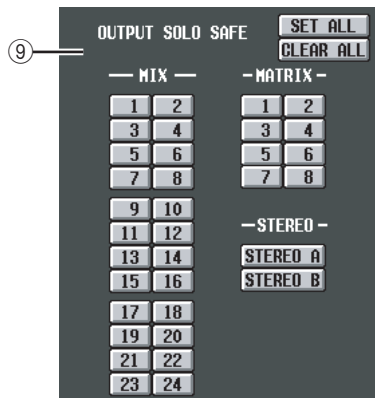 OUTPUT SOLO SAFE
SET ALL
CLEAR ALL
9
MIX
MATRIX
1 2 1 2
3 4 3 4
5 6 5 6
7 8 7 8
9 10
11 12
STEREO
13 14 STEREO A
15 16 STEREO B
17 18
19 20
21 22
23 24